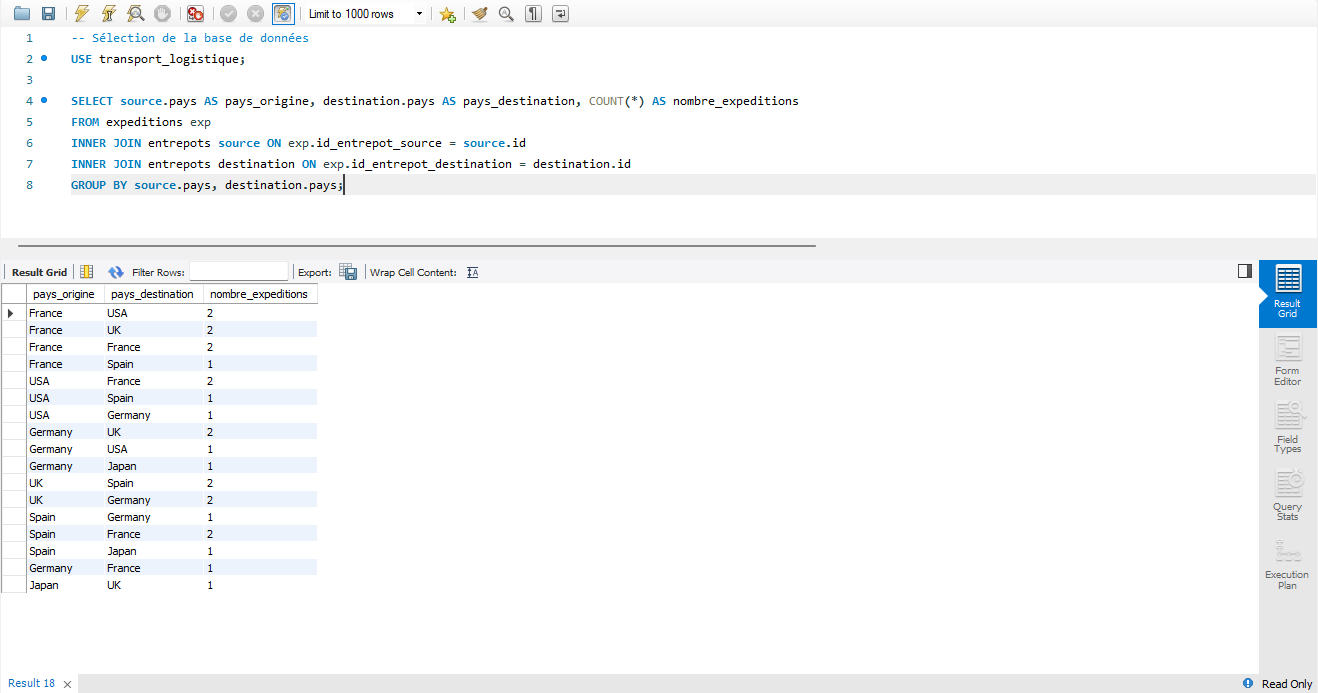 Limit to 1000 rows
1 -- Sélection de la base de données
2 USE transport_logistique;
3
4 SELECT source.pays AS pays_origine, destination.pays AS pays_destination, COUNT(*) AS nombre_expeditions
5 FROM expeditions exp
6 INNER JOIN entrepots source ON exp.id_entrepot_source = source.id
7 INNER JOIN entrepots destination ON exp.id_entrepot_destination = destination.id
8 GROUP BY source.pays, destination.pays;
Result Grid Filter Rows: Export: Wrap Cell Content:
pays_origine pays_destination nombre_expeditions
France USA 2
France UK 2
France France 2
France Spain 1
USA France 2
USA Spain 1
USA Germany 1
Germany UK 2
Germany USA 1
Germany Japan 1
UK Spain 2
UK Germany 2
Spain Germany 1
Spain France 2
Spain Japan 1
Germany France 1
Japan UK 1
Result
Grid
Form
Editor
Field
Types
Query
Stats
Execution
Plan
Result 18
Read Only